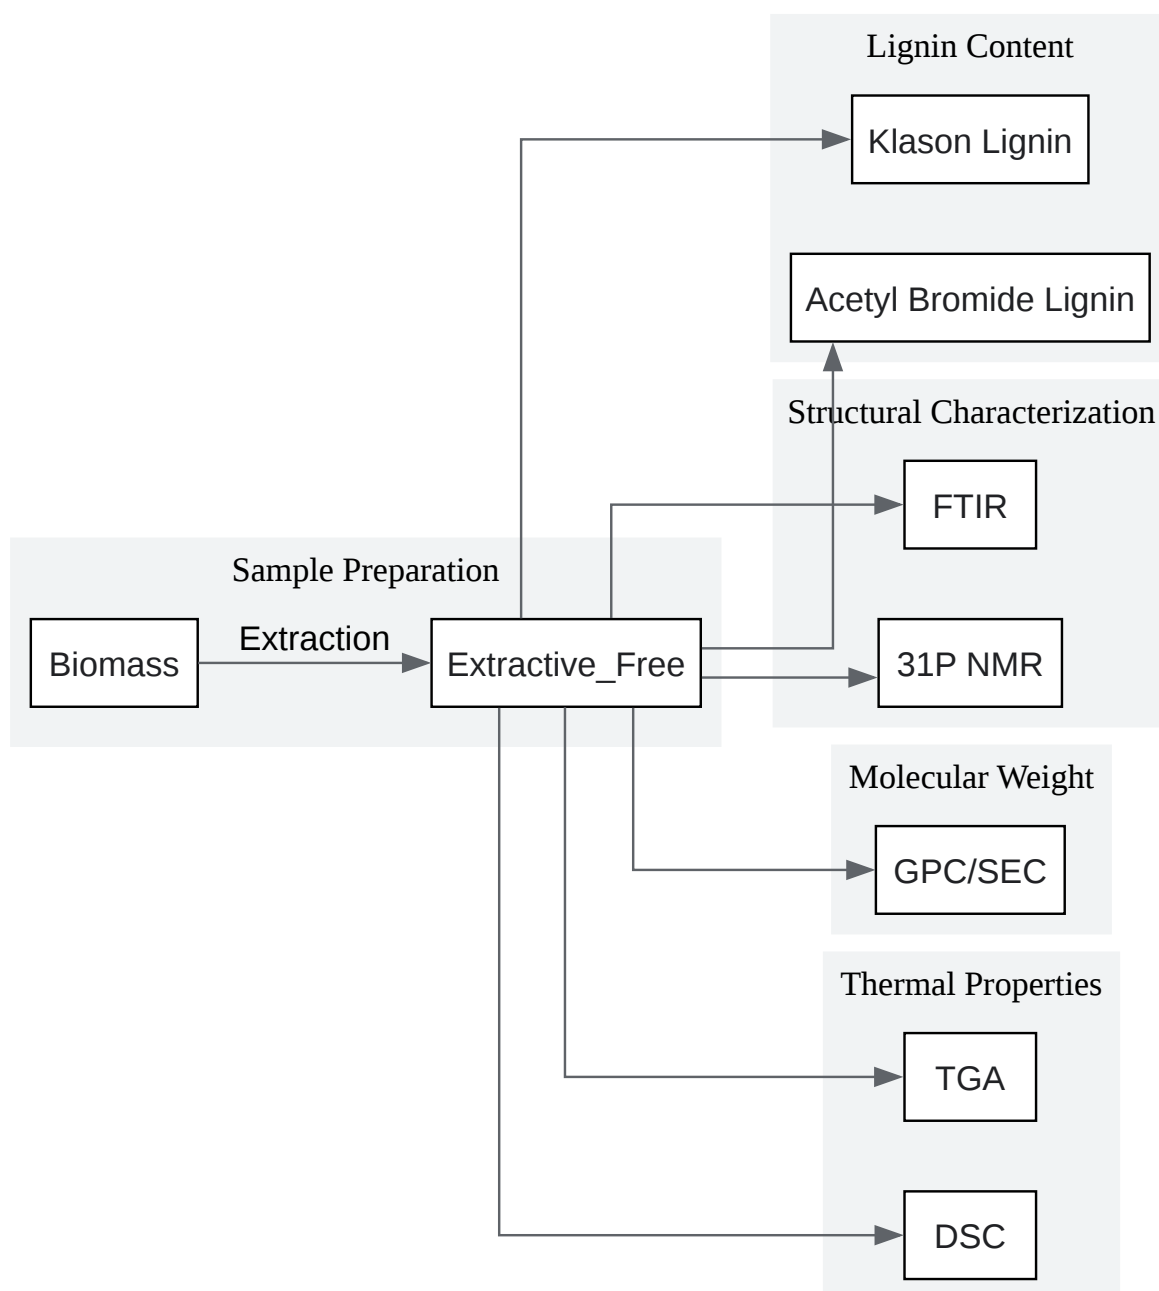 Lignin Content
Klason Lignin
Acetyl Bromide Lignin
Structural Characterization
FTIR
Sample Preparation
Biomass
Extraction
Extractive_Free
31P NMR
Molecular Weight
GPC/SEC
Thermal Properties
TGA
DSC